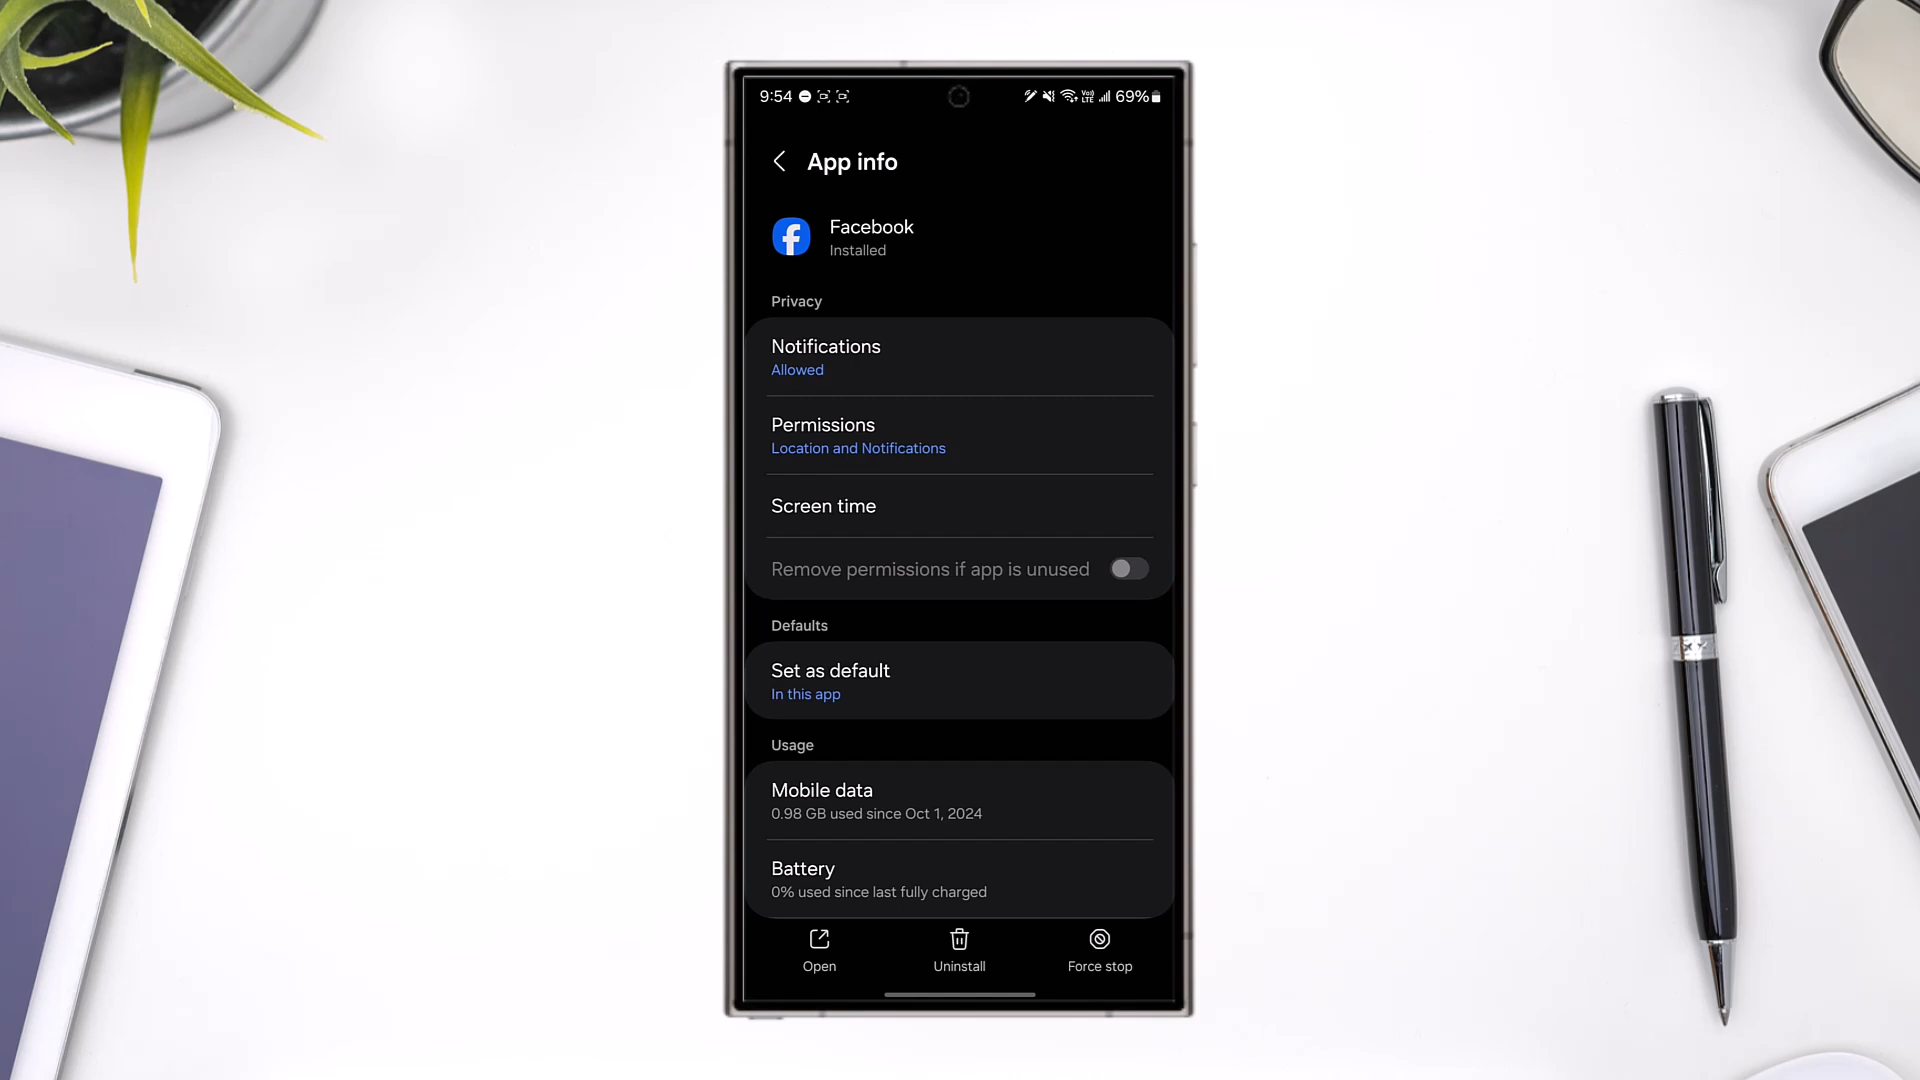 9:54 69%
App info
Facebook
Installed
Privacy
Notifications
Allowed
Permissions
Location and Notifications
Screen time
Remove permissions if app is unused
Defaults
Set as default
In this app
Usage
Mobile data
0.98 GB used since Oct 1, 2024
Battery
0% used since last fully charged
Open Uninstall Force stop